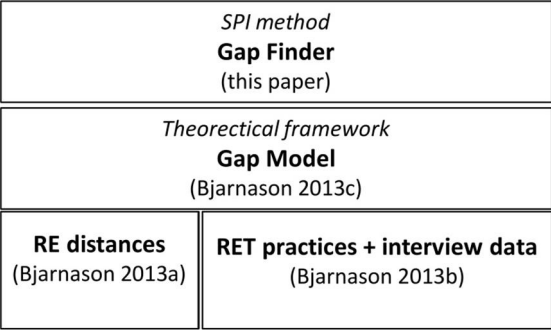 SPI method
Gap Finder
(this paper)
Theorectical framework
Gap Model
(Bjarnason 2013c)
RE distances
(Bjarnason 2013a)
RET practices + interview data
(Bjarnason 2013b)